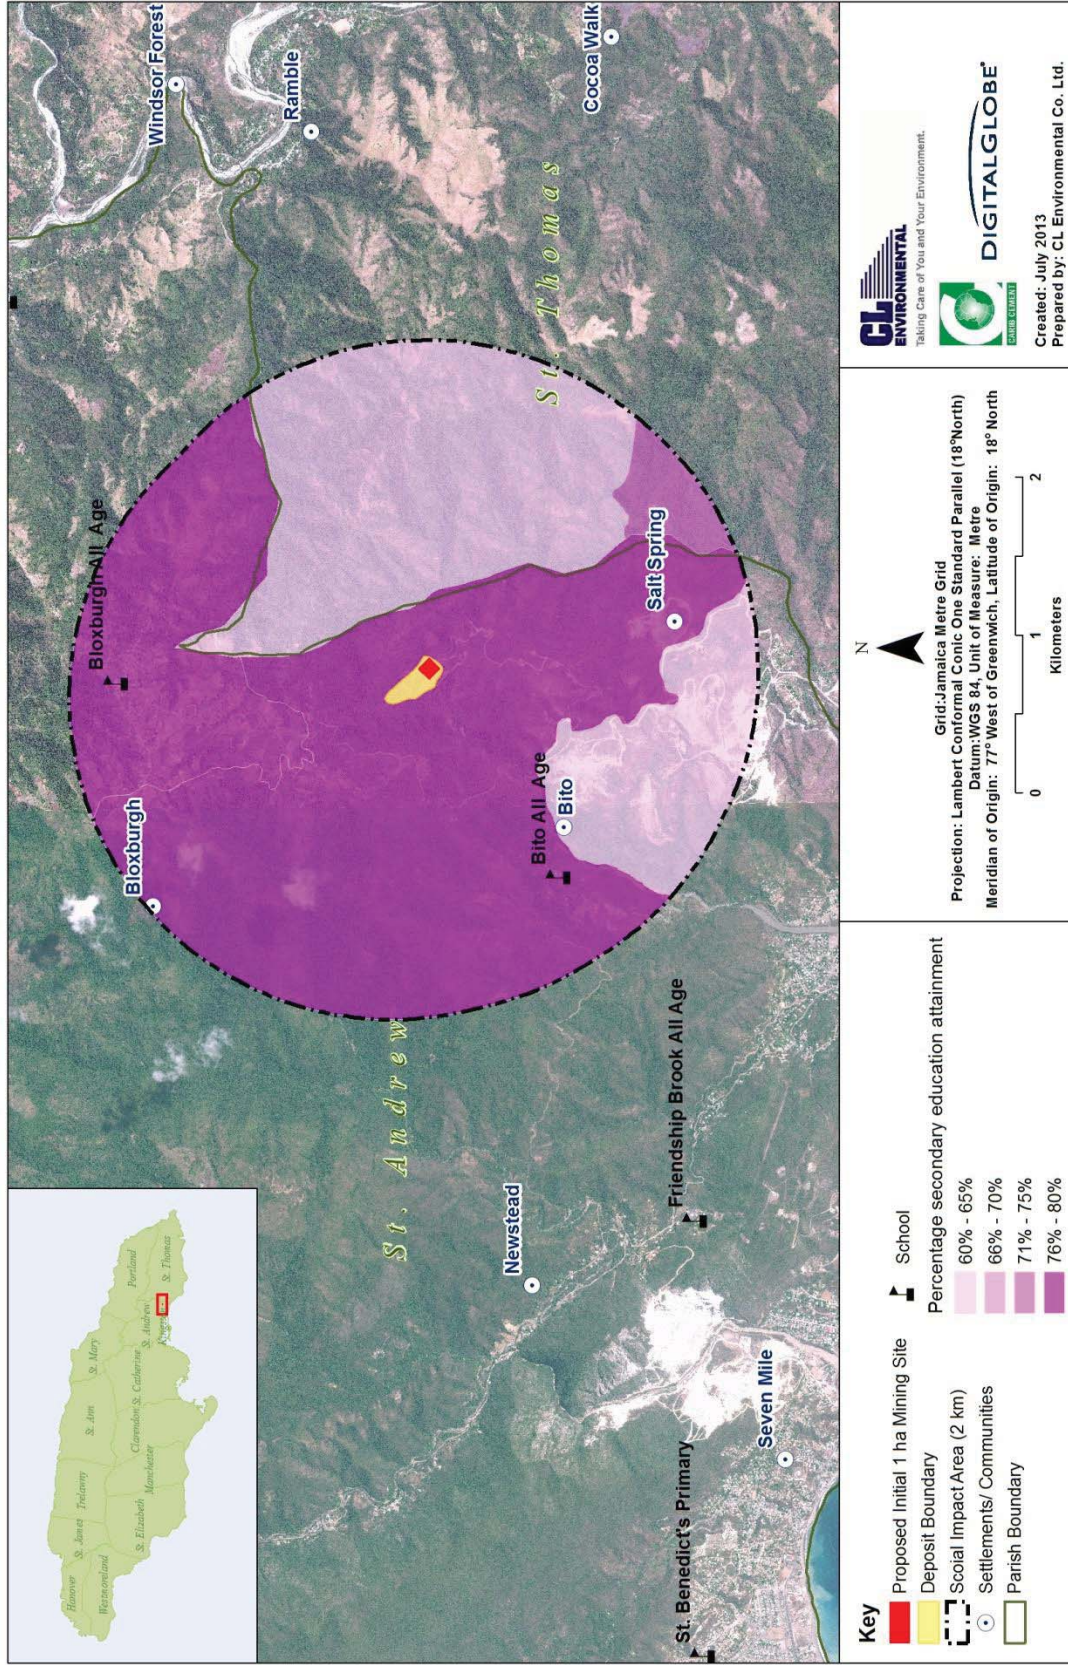 Hanover
St. James
Trelawny
St. Ann
St. Mary
Portland
Westmoreland
St. Elizabeth
Manchester
Clarendon
St. Catherine
St. Andrew
Kingston
St. Thomas
Windsor Forest
Ramble
Cocoa Walk
Bloxburgh All Age
Bloxburgh
St. Thomas
St. Andrew
Salt Spring
Bito All Age
Bito
Newstead
Friendship Brook All Age
Seven Mile
St. Benedict's Primary
Key
Proposed Initial 1 ha Mining Site
Deposit Boundary
Scoial Impact Area (2 km)
Settlements/ Communities
Parish Boundary
School
Percentage secondary education attainment
60% - 65%
66% - 70%
71% - 75%
76% - 80%
N
Grid:Jamaica Metre Grid
Projection: Lambert Conformal Conic One Standard Parallel (18°North)
Datum:WGS 84, Unit of Measure: Metre
Meridian of Origin: 77° West of Greenwich, Latitude of Origin: 18° North
0 1 2
Kilometers
CL
ENVIRONMENTAL
Taking Care of You and Your Environment.
CARIB CEMENT
DIGITALGLOBE®
Created: July 2013
Prepared by: CL Environmental Co. Ltd.